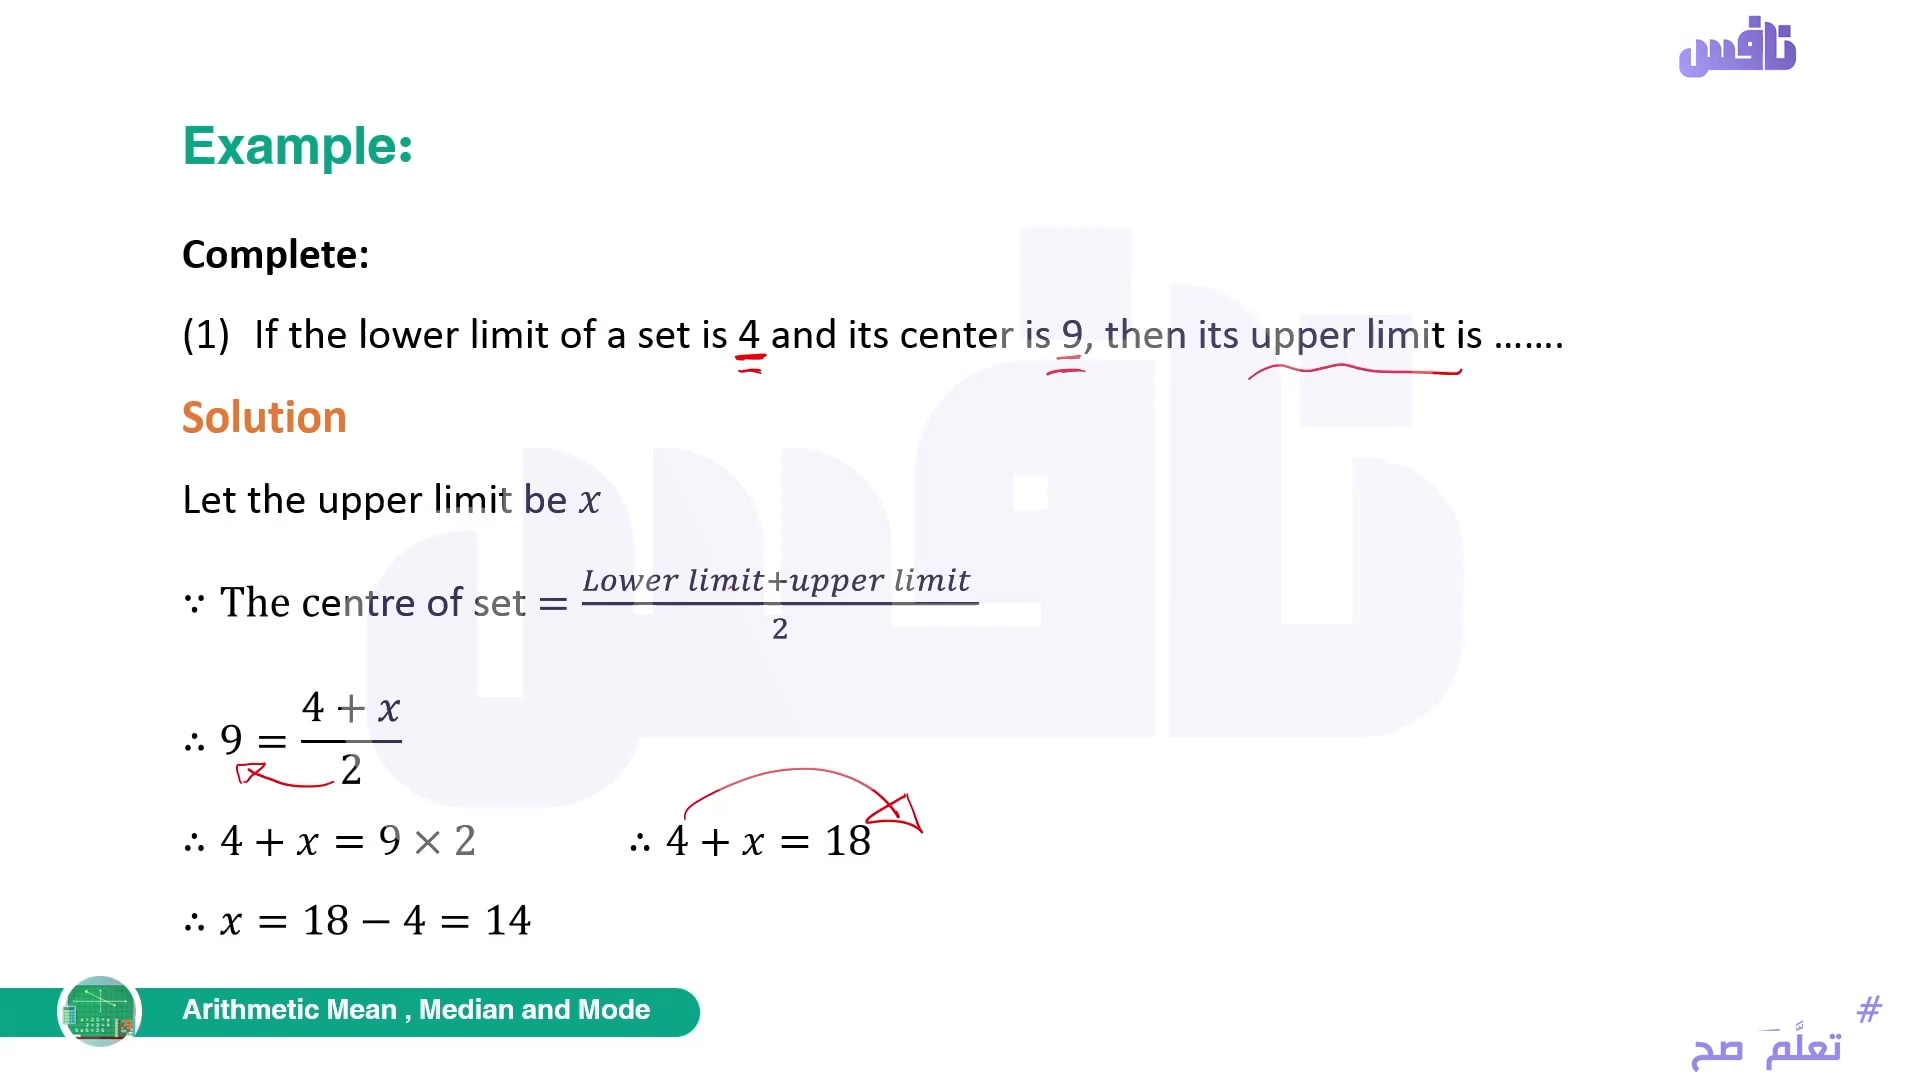 نافس
Example:
Complete:
(1) If the lower limit of a set is 4 and its center is 9, then its upper limit is .......
Solution
Let the upper limit be x
∵ The centre of set = \frac{Lower limit+upper limit}{2}
∴ 9 = \frac{4 + x}{2}
∴ 4 + x = 9 × 2 ∴ 4 + x = 18
∴ x = 18 − 4 = 14
Arithmetic Mean , Median and Mode
#
تعلَّم صح